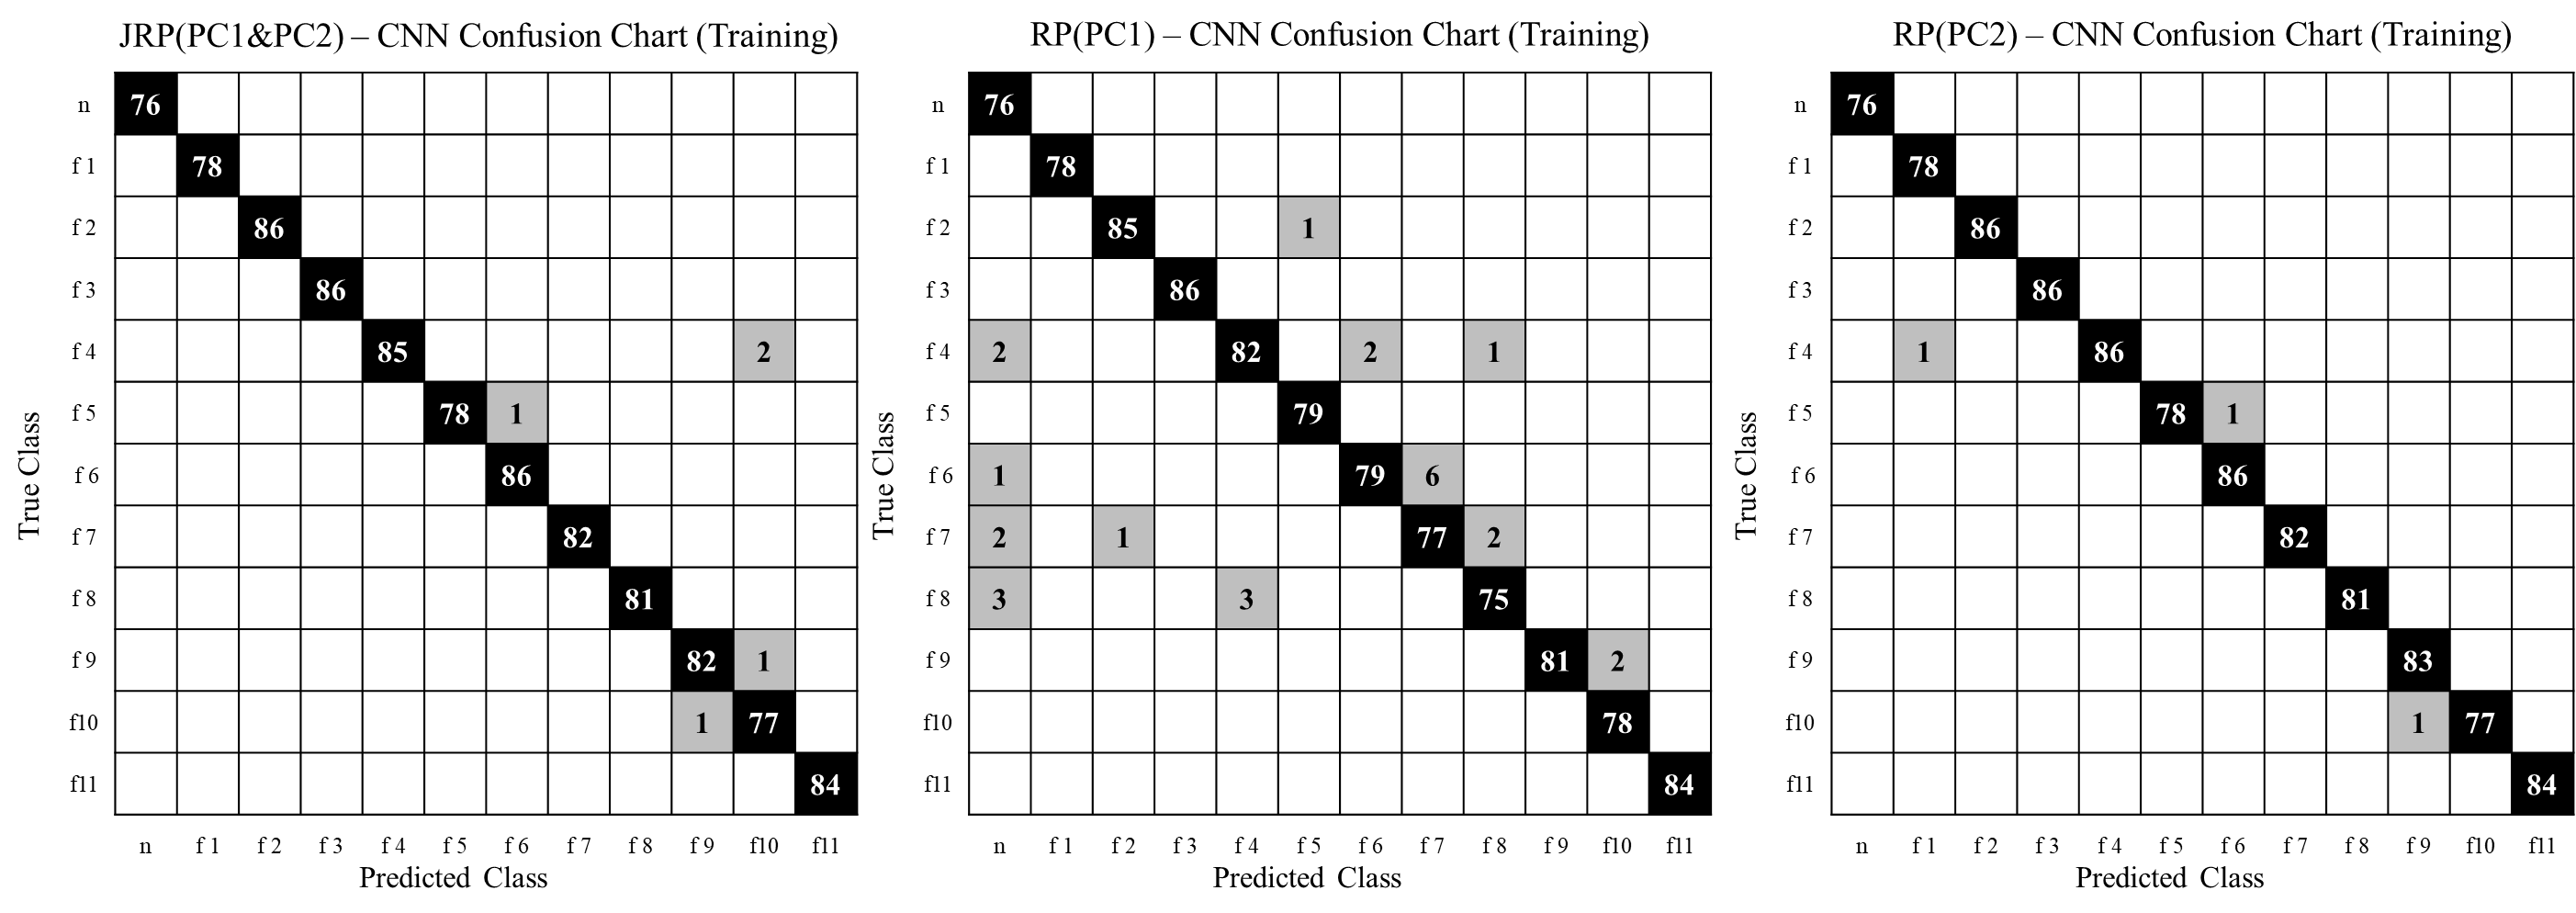 JRP(PC1&PC2) – CNN Confusion Chart (Training)
n 76
f 1 78
f 2 86
f 3 86
f 4 85 2
f 5 78 1
f 6 86
f 7 82
f 8 81
f 9 82 1
f10 1 77
f11 84
True Class
n f 1 f 2 f 3 f 4 f 5 f 6 f 7 f 8 f 9 f10 f11
Predicted Class
RP(PC1) – CNN Confusion Chart (Training)
n 76
f 1 78
f 2 85 1
f 3 86
f 4 2 82 2 1
f 5 79
f 6 1 79 6
f 7 2 1 77 2
f 8 3 3 75
f 9 81 2
f10 78
f11 84
True Class
n f 1 f 2 f 3 f 4 f 5 f 6 f 7 f 8 f 9 f10 f11
Predicted Class
RP(PC2) – CNN Confusion Chart (Training)
n 76
f 1 78
f 2 86
f 3 86
f 4 1 86
f 5 78 1
f 6 86
f 7 82
f 8 81
f 9 83
f10 1 77
f11 84
True Class
n f 1 f 2 f 3 f 4 f 5 f 6 f 7 f 8 f 9 f10 f11
Predicted Class